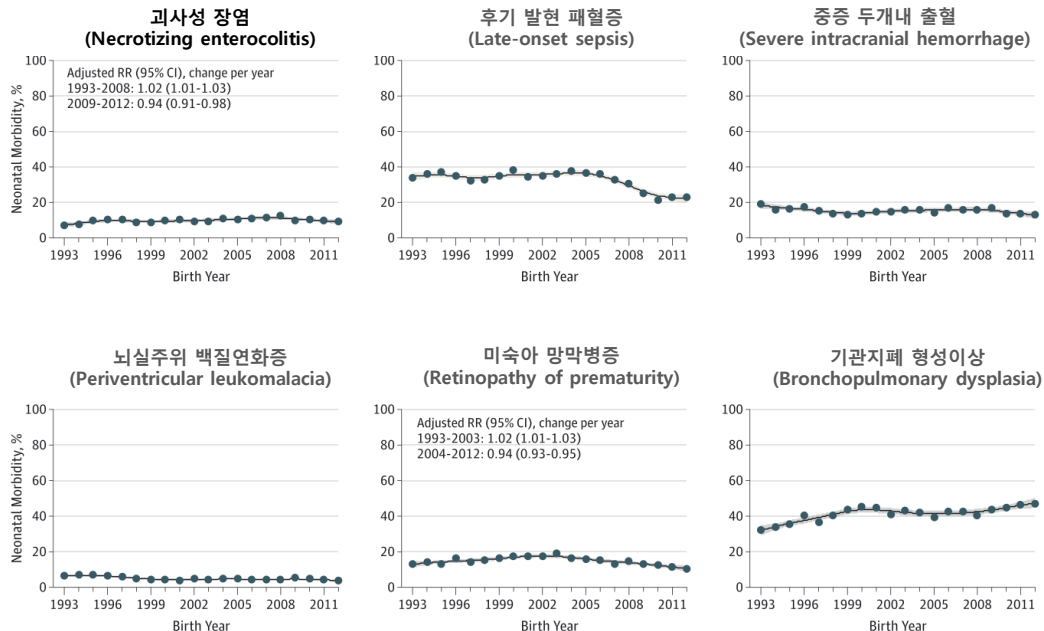 괴사성 장염
(Necrotizing enterocolitis)
Neonatal Morbidity, %
100
80
60
40
20
0
Adjusted RR (95% CI), change per year
1993-2008: 1.02 (1.01-1.03)
2009-2012: 0.94 (0.91-0.98)
1993 1996 1999 2002 2005 2008 2011
Birth Year
후기 발현 패혈증
(Late-onset sepsis)
100
80
60
40
20
0
1993 1996 1999 2002 2005 2008 2011
Birth Year
중증 두개내 출혈
(Severe intracranial hemorrhage)
100
80
60
40
20
0
1993 1996 1999 2002 2005 2008 2011
Birth Year
뇌실주위 백질연화증
(Periventricular leukomalacia)
Neonatal Morbidity, %
100
80
60
40
20
0
1993 1996 1999 2002 2005 2008 2011
Birth Year
미숙아 망막병증
(Retinopathy of prematurity)
100
80
60
40
20
0
Adjusted RR (95% CI), change per year
1993-2003: 1.02 (1.01-1.03)
2004-2012: 0.94 (0.93-0.95)
1993 1996 1999 2002 2005 2008 2011
Birth Year
기관지폐 형성이상
(Bronchopulmonary dysplasia)
100
80
60
40
20
0
1993 1996 1999 2002 2005 2008 2011
Birth Year